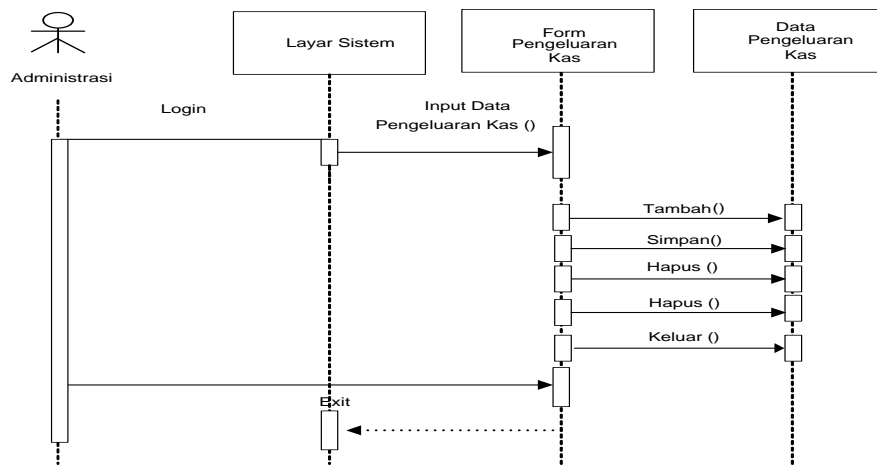 Administrasi
Layar Sistem
Form
Pengeluaran
Kas
Data
Pengeluaran
Kas
Login
Input Data
Pengeluaran Kas ()
Tambah()
Simpan()
Hapus ()
Hapus ()
Keluar ()
Exit